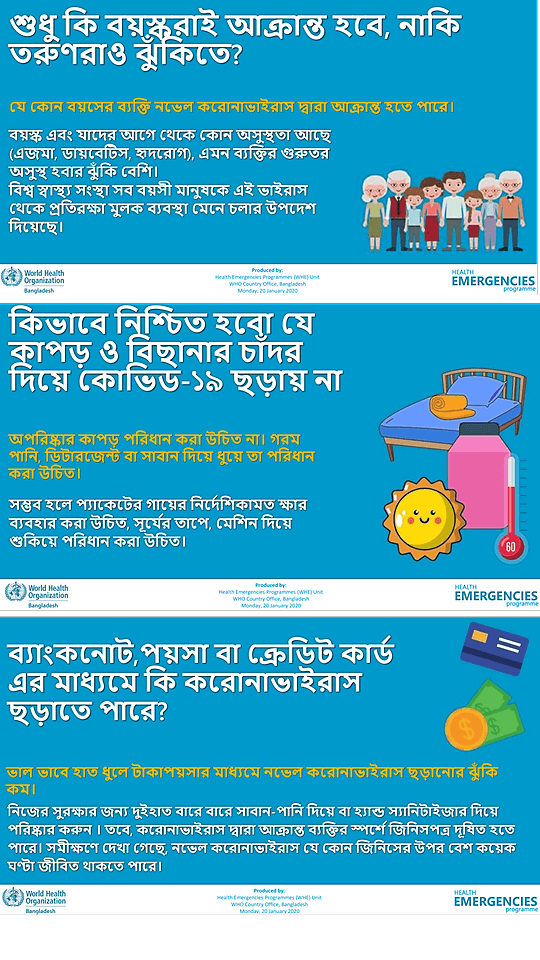 শুধু কি বয়স্করাই আক্রান্ত হবে, নাকি
তরুণরাও ঝুঁকিতে?
যে কোন বয়সের ব্যক্তি নভেল করোনাভাইরাস দ্বারা আক্রান্ত হতে পারে।
বয়স্ক এবং যাদের আগে থেকে কোন অসুস্থতা আছে
(এজমা, ডায়বেটিস, হৃদরোগ), এমন ব্যক্তির গুরুতর
অসুস্থ হবার ঝুঁকি বেশি।
বিশ্ব স্বাস্থ্য সংস্থা সব বয়সী মানুষকে এই ভাইরাস
থেকে প্রতিরক্ষা মুলক ব্যবস্থা মেনে চলার উপদেশ
দিয়েছে।
World Health
Organization
Bangladesh
Produced by:
Health Emergencies Programmes (WHE) Unit
WHO Country Office, Bangladesh
Monday, 20 January 2020
HEALTH
EMERGENCIES
programme
কিভাবে নিশ্চিত হবো যে
কাপড় ও বিছানার চাঁদর
দিয়ে কোভিড-১৯ ছড়ায় না
অপরিষ্কার কাপড় পরিধান করা উচিত না। গরম
পানি, ডিটারজেন্ট বা সাবান দিয়ে ধুয়ে তা পরিধান
করা উচিত।
সম্ভব হলে প্যাকেটের গায়ের নির্দেশিকামত ক্ষার
ব্যবহার করা উচিত, সূর্যের তাপে, মেশিন দিয়ে
শুকিয়ে পরিধান করা উচিত।
60
World Health
Organization
Bangladesh
Produced by:
Health Emergencies Programmes (WHE) Unit
WHO Country Office, Bangladesh
Monday, 20 January 2020
HEALTH
EMERGENCIES
programme
ব্যাংকনোট,পয়সা বা ক্রেডিট কার্ড
এর মাধ্যমে কি করোনাভাইরাস
ছড়াতে পারে?
ভাল ভাবে হাত ধুলে টাকাপয়সার মাধ্যমে নভেল করোনাভাইরাস ছড়ানোর ঝুঁকি
কম।
নিজের সুরক্ষার জন্য দুইহাত বারে বারে সাবান-পানি দিয়ে বা হ্যান্ড স্যানিটাইজার দিয়ে
পরিষ্কার করুন । তবে, করোনাভাইরাস দ্বারা আক্রান্ত ব্যক্তির স্পর্শে জিনিসপত্র দূষিত হতে
পারে। সমীক্ষণে দেখা গেছে, নভেল করোনাভাইরাস যে কোন জিনিসের উপর বেশ কয়েক
ঘণ্টা জীবিত থাকতে পারে।
World Health
Organization
Bangladesh
Produced by:
Health Emergencies Programmes (WHE) Unit
WHO Country Office, Bangladesh
Monday, 20 January 2020
HEALTH
EMERGENCIES
programme